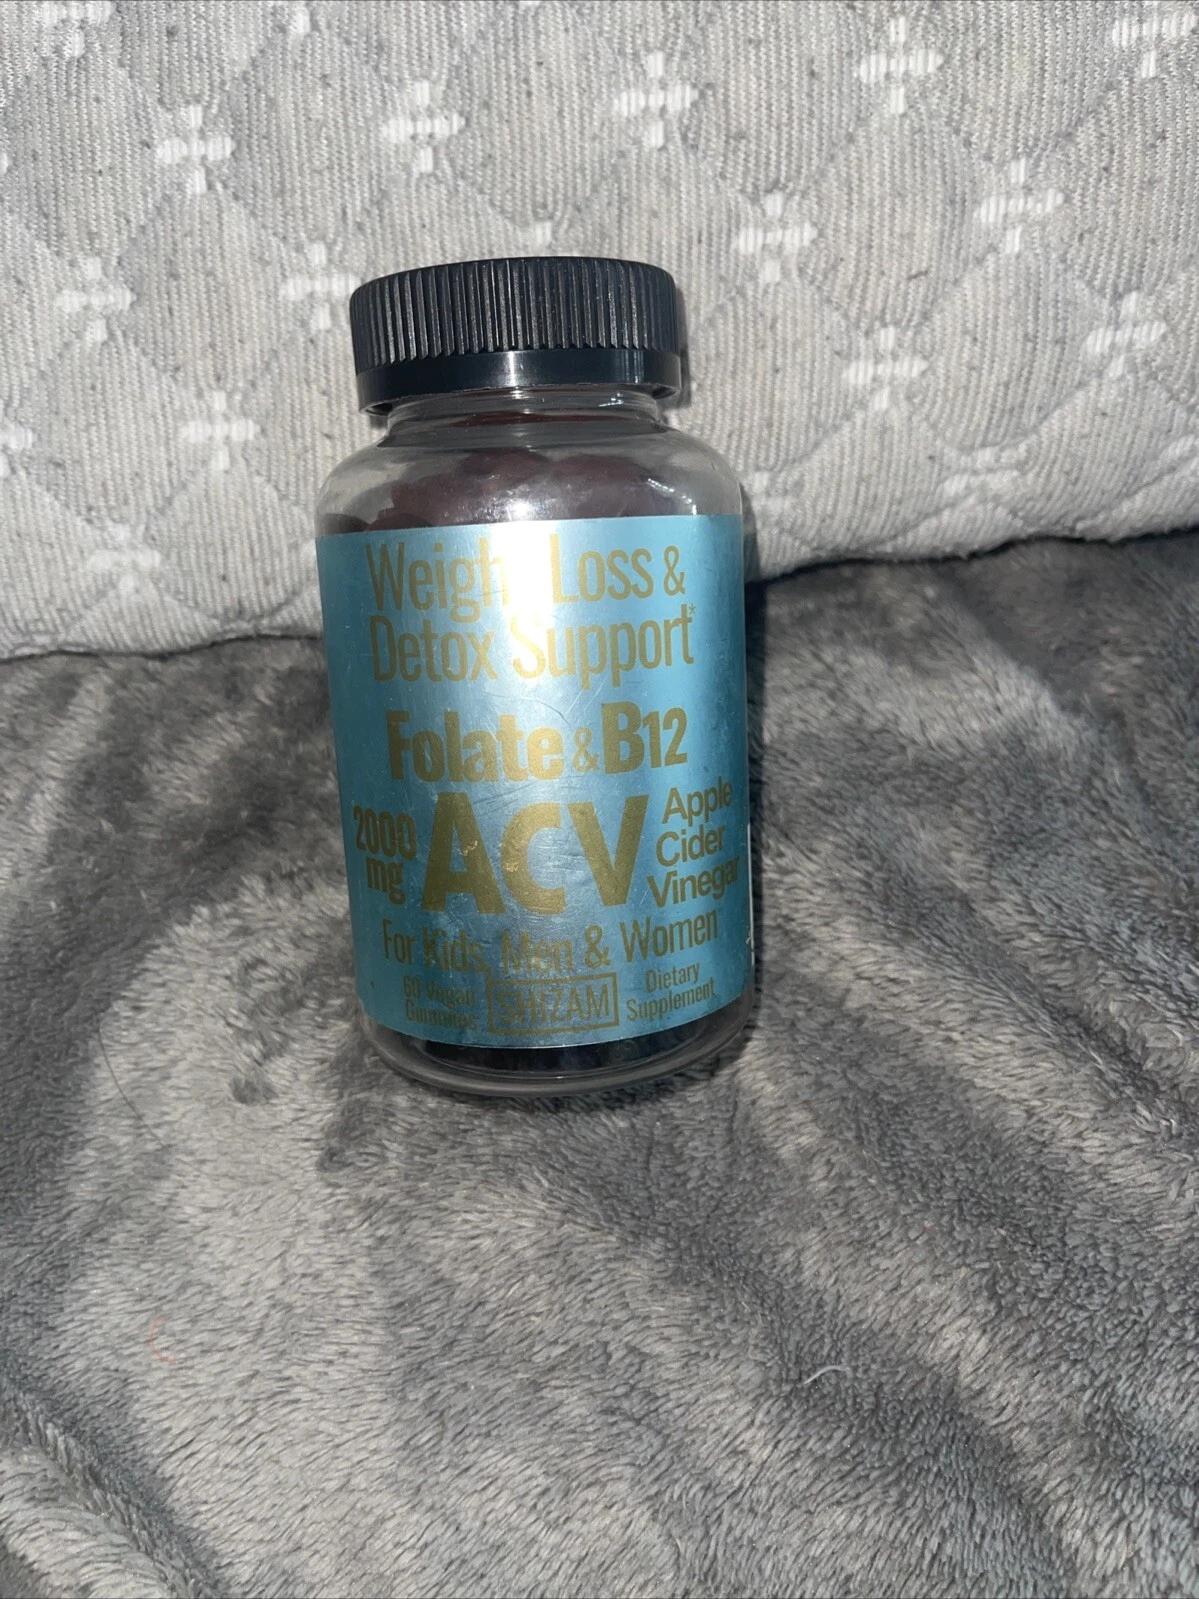 Weight Loss &
Detox Support*
Folate & B12
2000 mg
ACV
Apple
Cider
Vinegar
For Kids, Men & Women
60 Vegan
Gummies
SHIZAM
Dietary
Supplement